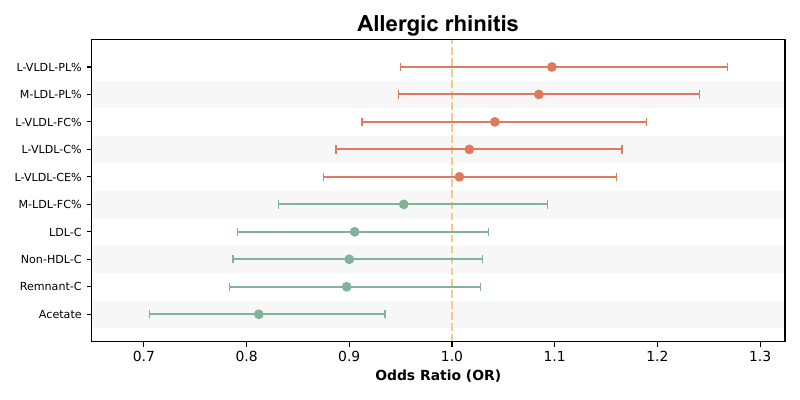 Allergic rhinitis
L-VLDL-PL%
M-LDL-PL%
L-VLDL-FC%
L-VLDL-C%
L-VLDL-CE%
M-LDL-FC%
LDL-C
Non-HDL-C
Remnant-C
Acetate
0.7 0.8 0.9 1.0 1.1 1.2 1.3
Odds Ratio (OR)